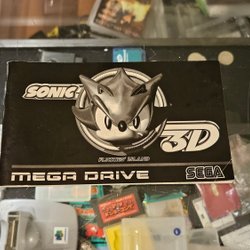 SONIC
3D
FLICKIES' ISLAND
MEGA DRIVE
SEGA